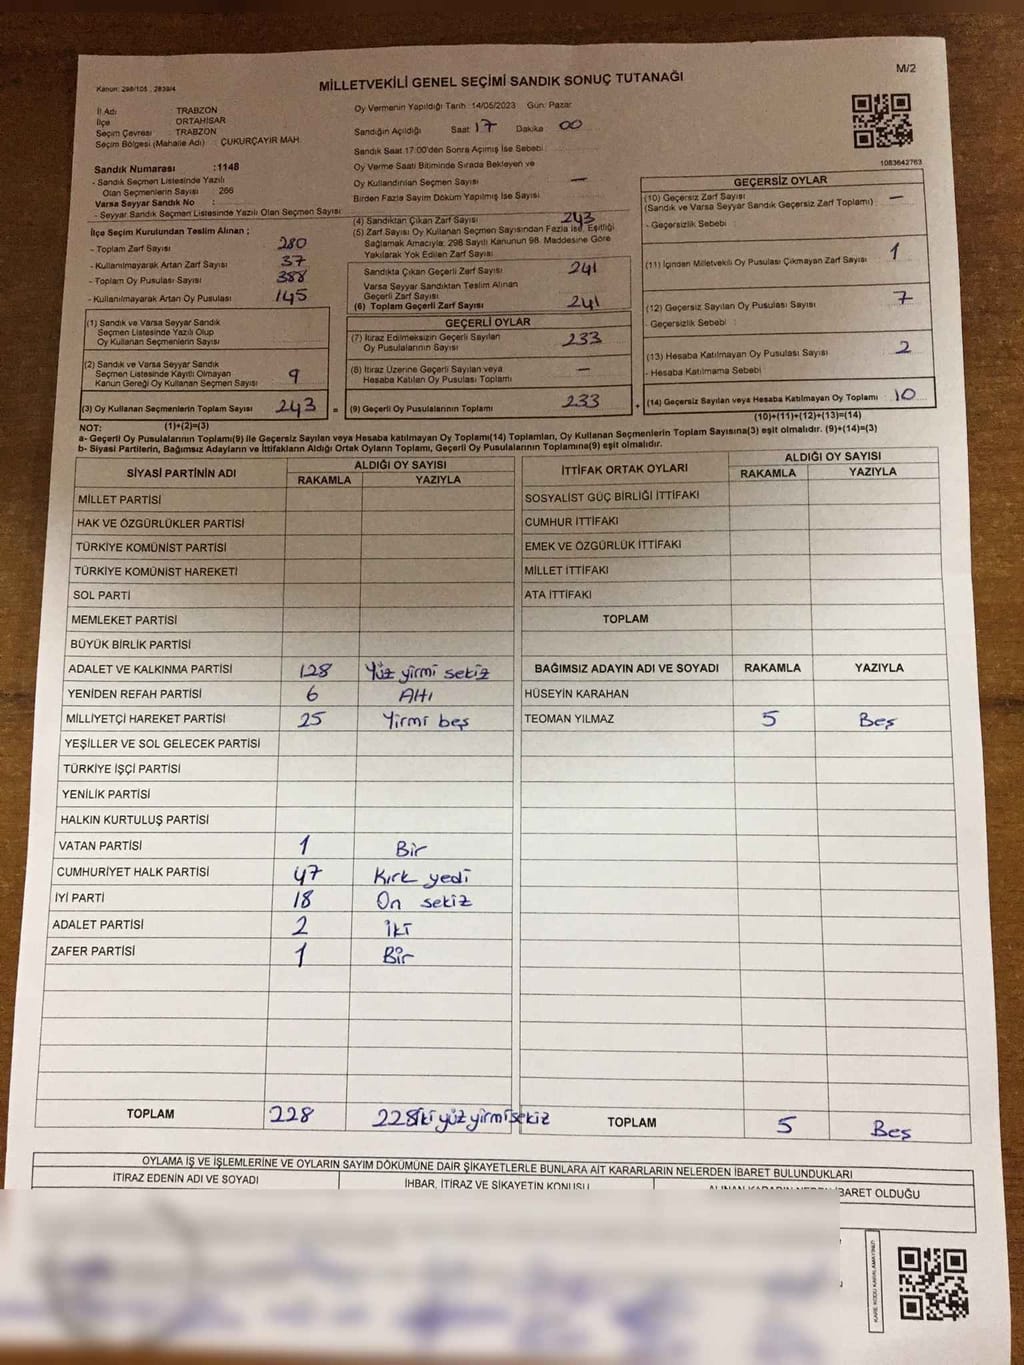 M/2
Kanun: 298/105 , 2839/4
MİLLETVEKİLİ GENEL SEÇİMİ SANDIK SONUÇ TUTANAĞI
İl Adı : TRABZON
İlçe : ORTAHİSAR
Seçim Çevresi : TRABZON
Seçim Bölgesi (Mahalle Adı) : ÇUKURÇAYIR MAH.
Sandık Numarası : 1148
- Sandık Seçmen Listesinde Yazılı
Olan Seçmenlerin Sayısı : 266
Varsa Seyyar Sandık No :
- Seyyar Sandık Seçmen Listesinde Yazılı Olan Seçmen Sayısı :
İlçe Seçim Kurulundan Teslim Alınan ;
- Toplam Zarf Sayısı : 280
- Kullanılmayarak Artan Zarf Sayısı : 37
- Toplam Oy Pusulası Sayısı : 388
- Kullanılmayarak Artan Oy Pusulası : 145
(1) Sandık ve Varsa Seyyar Sandık
Seçmen Listesinde Yazılı Olup
Oy Kullanan Seçmenlerin Sayısı :
(2) Sandık ve Varsa Seyyar Sandık
Seçmen Listesinde Kayıtlı Olmayan
Kanun Gereği Oy Kullanan Seçmen Sayısı : 9
(3) Oy Kullanan Seçmenlerin Toplam Sayısı : 243 =
Oy Vermenin Yapıldığı Tarih :14/05/2023 Gün: Pazar
Sandığın Açıldığı Saat 17 Dakika 00
Sandık Saat 17:00'den Sonra Açılmış İse Sebebi :
Oy Verme Saati Bitiminde Sırada Bekleyen ve
Oy Kullandırılan Seçmen Sayısı : —
Birden Fazla Sayım Döküm Yapılmış İse Sayısı :
(4) Sandıktan Çıkan Zarf Sayısı : 243
(5) Zarf Sayısı Oy Kullanan Seçmen Sayısından Fazla İse, Eşitliği
Sağlamak Amacıyla; 298 Sayılı Kanunun 98. Maddesine Göre
Yakılarak Yok Edilen Zarf Sayısı :
Sandıkta Çıkan Geçerli Zarf Sayısı : 241
Varsa Seyyar Sandıktan Teslim Alınan
Geçerli Zarf Sayısı :
(6) Toplam Geçerli Zarf Sayısı : 241
GEÇERLİ OYLAR
(7) İtiraz Edilmeksizin Geçerli Sayılan
Oy Pusulalarının Sayısı : 233
(8) İtiraz Üzerine Geçerli Sayılan veya
Hesaba Katılan Oy Pusulası Toplamı : —
(9) Geçerli Oy Pusulalarının Toplamı : 233 +
1083642763
GEÇERSİZ OYLAR
(10) Geçersiz Zarf Sayısı : —
(Sandık ve Varsa Seyyar Sandık Geçersiz Zarf Toplamı)
- Geçersizlik Sebebi :
(11) İçinden Milletvekili Oy Pusulası Çıkmayan Zarf Sayısı : 1
(12) Geçersiz Sayılan Oy Pusulası Sayısı : 7
- Geçersizlik Sebebi :
(13) Hesaba Katılmayan Oy Pusulası Sayısı : 2
- Hesaba Katılmama Sebebi :
(14) Geçersiz Sayılan veya Hesaba Katılmayan Oy Toplamı : 10
(10)+(11)+(12)+(13)=(14)
NOT: (1)+(2)=(3)
a- Geçerli Oy Pusulalarının Toplamı(9) ile Geçersiz Sayılan veya Hesaba katılmayan Oy Toplamı(14) Toplamları, Oy Kullanan Seçmenlerin Toplam Sayısına(3) eşit olmalıdır. (9)+(14)=(3)
b- Siyasi Partilerin, Bağımsız Adayların ve İttifakların Aldığı Ortak Oyların Toplamı, Geçerli Oy Pusulalarının Toplamına(9) eşit olmalıdır.
SİYASİ PARTİNİN ADI ALDIĞI OY SAYISI
RAKAMLA YAZIYLA
MİLLET PARTİSİ
HAK VE ÖZGÜRLÜKLER PARTİSİ
TÜRKİYE KOMÜNİST PARTİSİ
TÜRKİYE KOMÜNİST HAREKETİ
SOL PARTİ
MEMLEKET PARTİSİ
BÜYÜK BİRLİK PARTİSİ
ADALET VE KALKINMA PARTİSİ 128 Yüz yirmi sekiz
YENİDEN REFAH PARTİSİ 6 Altı
MİLLİYETÇİ HAREKET PARTİSİ 25 Yirmi beş
YEŞİLLER VE SOL GELECEK PARTİSİ
TÜRKİYE İŞÇİ PARTİSİ
YENİLİK PARTİSİ
HALKIN KURTULUŞ PARTİSİ
VATAN PARTİSİ 1 Bir
CUMHURİYET HALK PARTİSİ 47 Kırk yedi
İYİ PARTİ 18 On sekiz
ADALET PARTİSİ 2 İki
ZAFER PARTİSİ 1 Bir
TOPLAM 228 228 İki yüz yirmi sekiz
İTTİFAK ORTAK OYLARI ALDIĞI OY SAYISI
RAKAMLA YAZIYLA
SOSYALİST GÜÇ BİRLİĞİ İTTİFAKI
CUMHUR İTTİFAKI
EMEK VE ÖZGÜRLÜK İTTİFAKI
MİLLET İTTİFAKI
ATA İTTİFAKI
TOPLAM
BAĞIMSIZ ADAYIN ADI VE SOYADI RAKAMLA YAZIYLA
HÜSEYİN KARAHAN
TEOMAN YILMAZ 5 Beş
TOPLAM 5 Beş
OYLAMA İŞ VE İŞLEMLERİNE VE OYLARIN SAYIM DÖKÜMÜNE DAİR ŞİKAYETLERLE BUNLARA AİT KARARLARIN NELERDEN İBARET BULUNDUKLARI
İTİRAZ EDENİN ADI VE SOYADI İHBAR, İTİRAZ VE ŞİKAYETİN KONUSU ALINAN KARARIN NEDEN İBARET OLDUĞU
KARE KODU KARALAMAYINIZ!